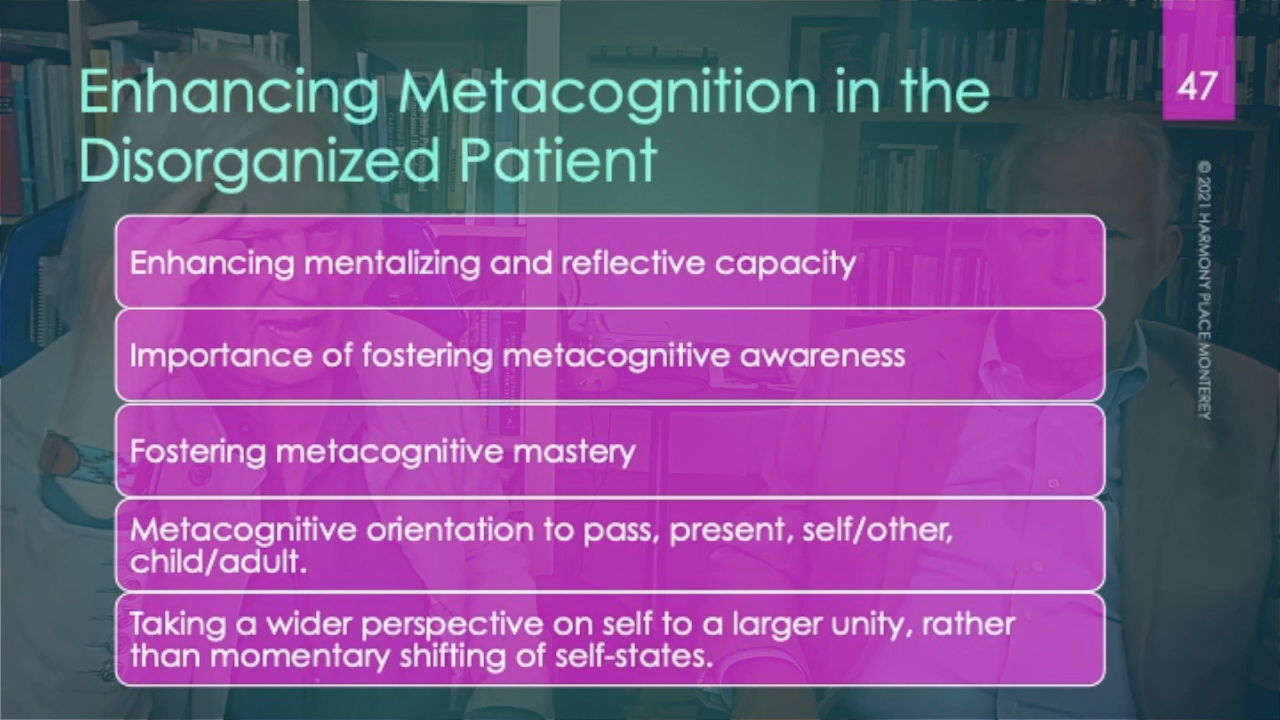 Enhancing Metacognition in the
Disorganized Patient
47
© 2021 HARMONY PLACE MONTEREY
Enhancing mentalizing and reflective capacity
Importance of fostering metacognitive awareness
Fostering metacognitive mastery
Metacognitive orientation to pass, present, self/other,
child/adult.
Taking a wider perspective on self to a larger unity, rather
than momentary shifting of self-states.